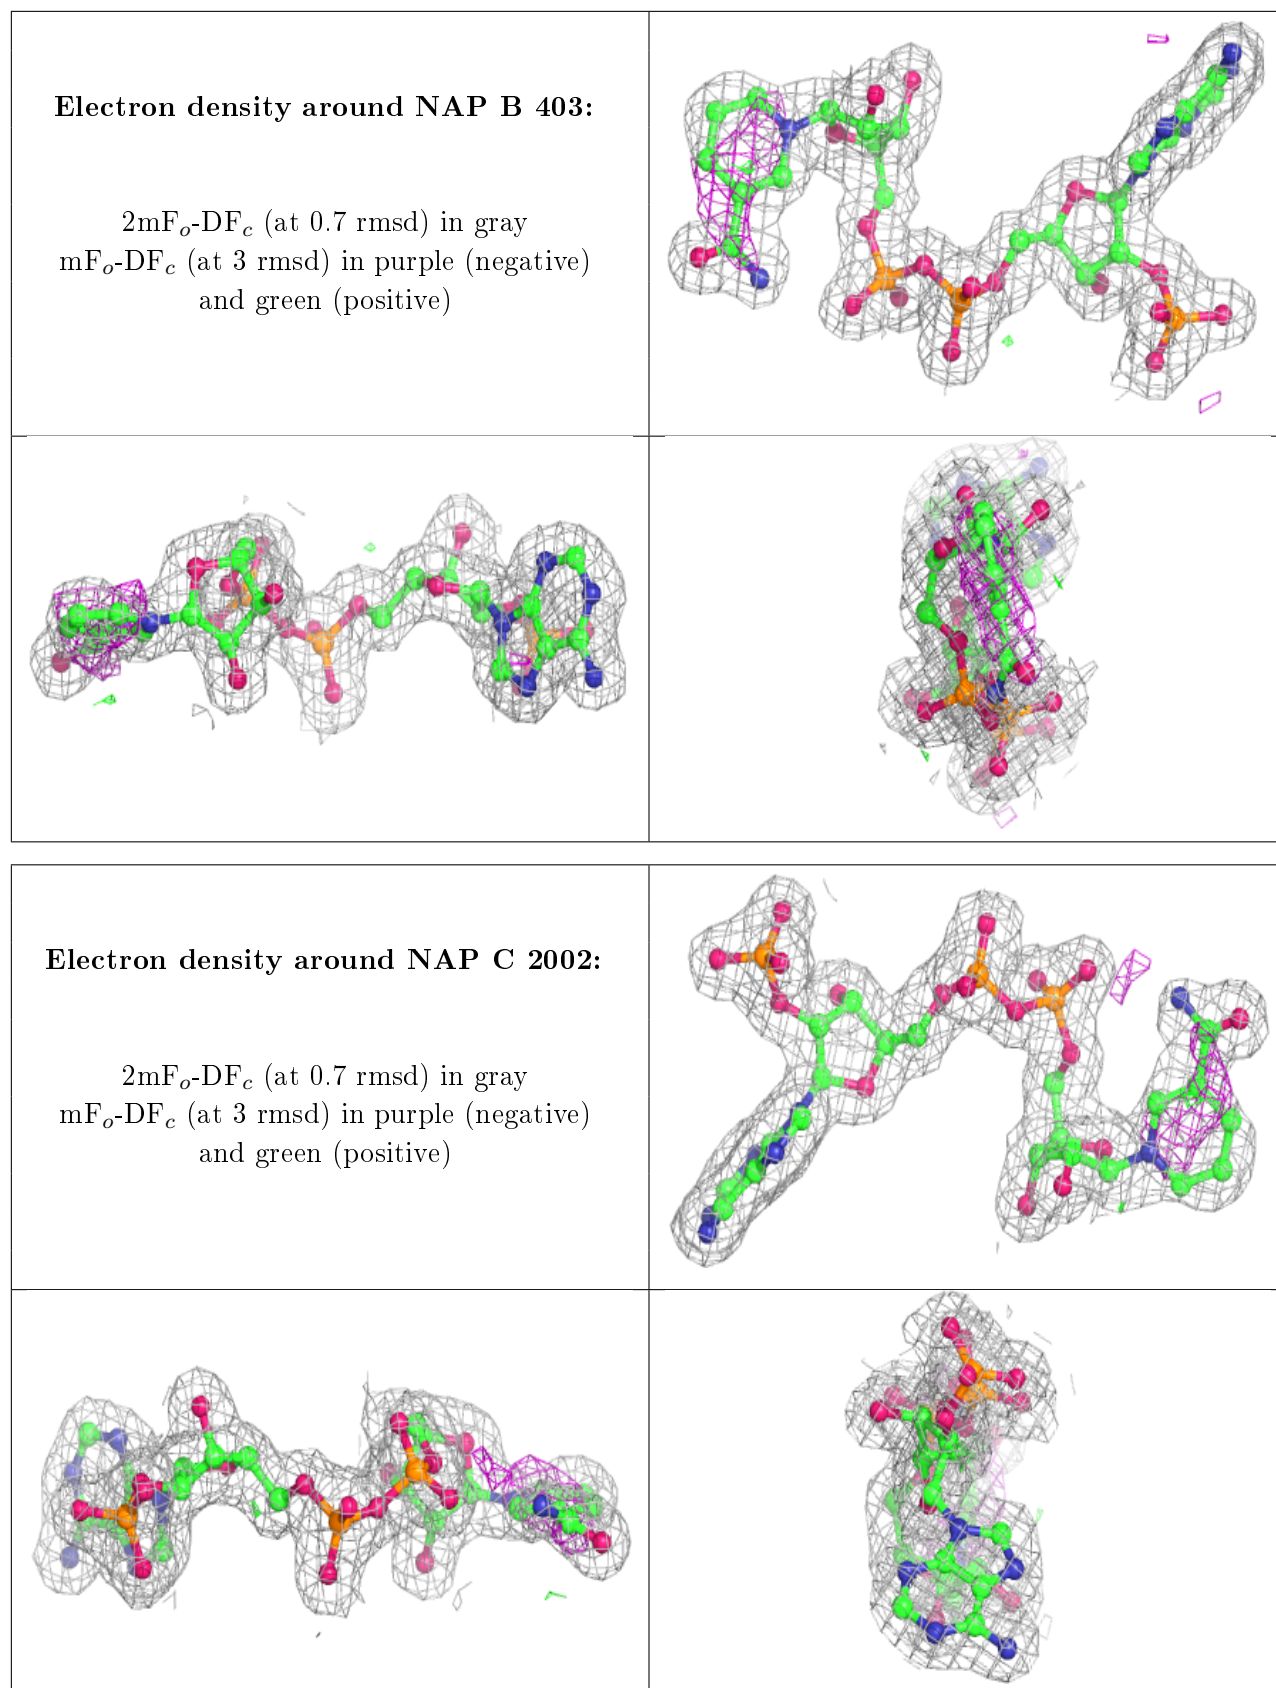 Electron density around NAP B 403:
2mFo-DFc (at 0.7 rmsd) in gray
mFo-DFc (at 3 rmsd) in purple (negative)
and green (positive)
Electron density around NAP C 2002:
2mFo-DFc (at 0.7 rmsd) in gray
mFo-DFc (at 3 rmsd) in purple (negative)
and green (positive)